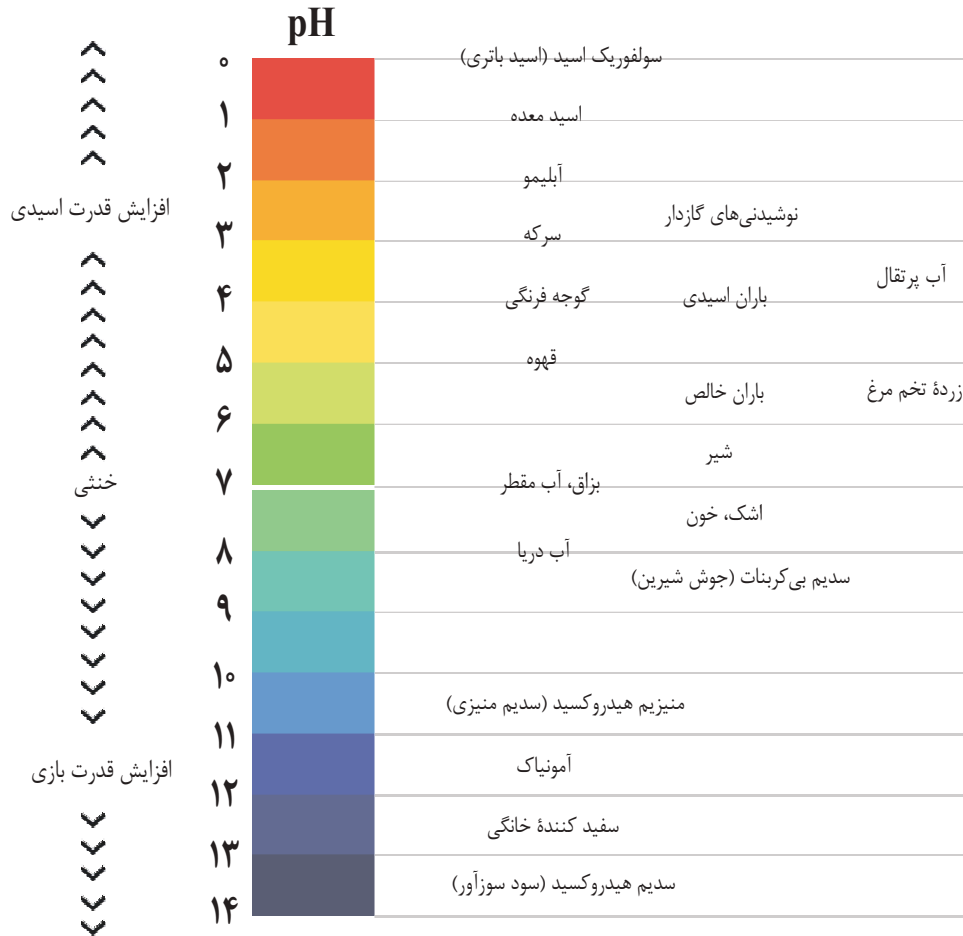 pH
۰
سولفوریک اسید (اسید باتری)
۱
اسید معده
۲
آبلیمو
افزایش قدرت اسیدی
نوشیدنی‌های گازدار
۳
سرکه
آب پرتقال
۴
گوجه فرنگی
باران اسیدی
۵
قهوه
باران خالص
زردهٔ تخم مرغ
۶
شیر
خنثی
۷
بزاق، آب مقطر
اشک، خون
۸
آب دریا
سدیم بی‌کربنات (جوش شیرین)
۹
۱۰
منیزیم هیدروکسید (سدیم منیزی)
۱۱
افزایش قدرت بازی
آمونیاک
۱۲
سفید کنندهٔ خانگی
۱۳
سدیم هیدروکسید (سود سوزآور)
۱۴